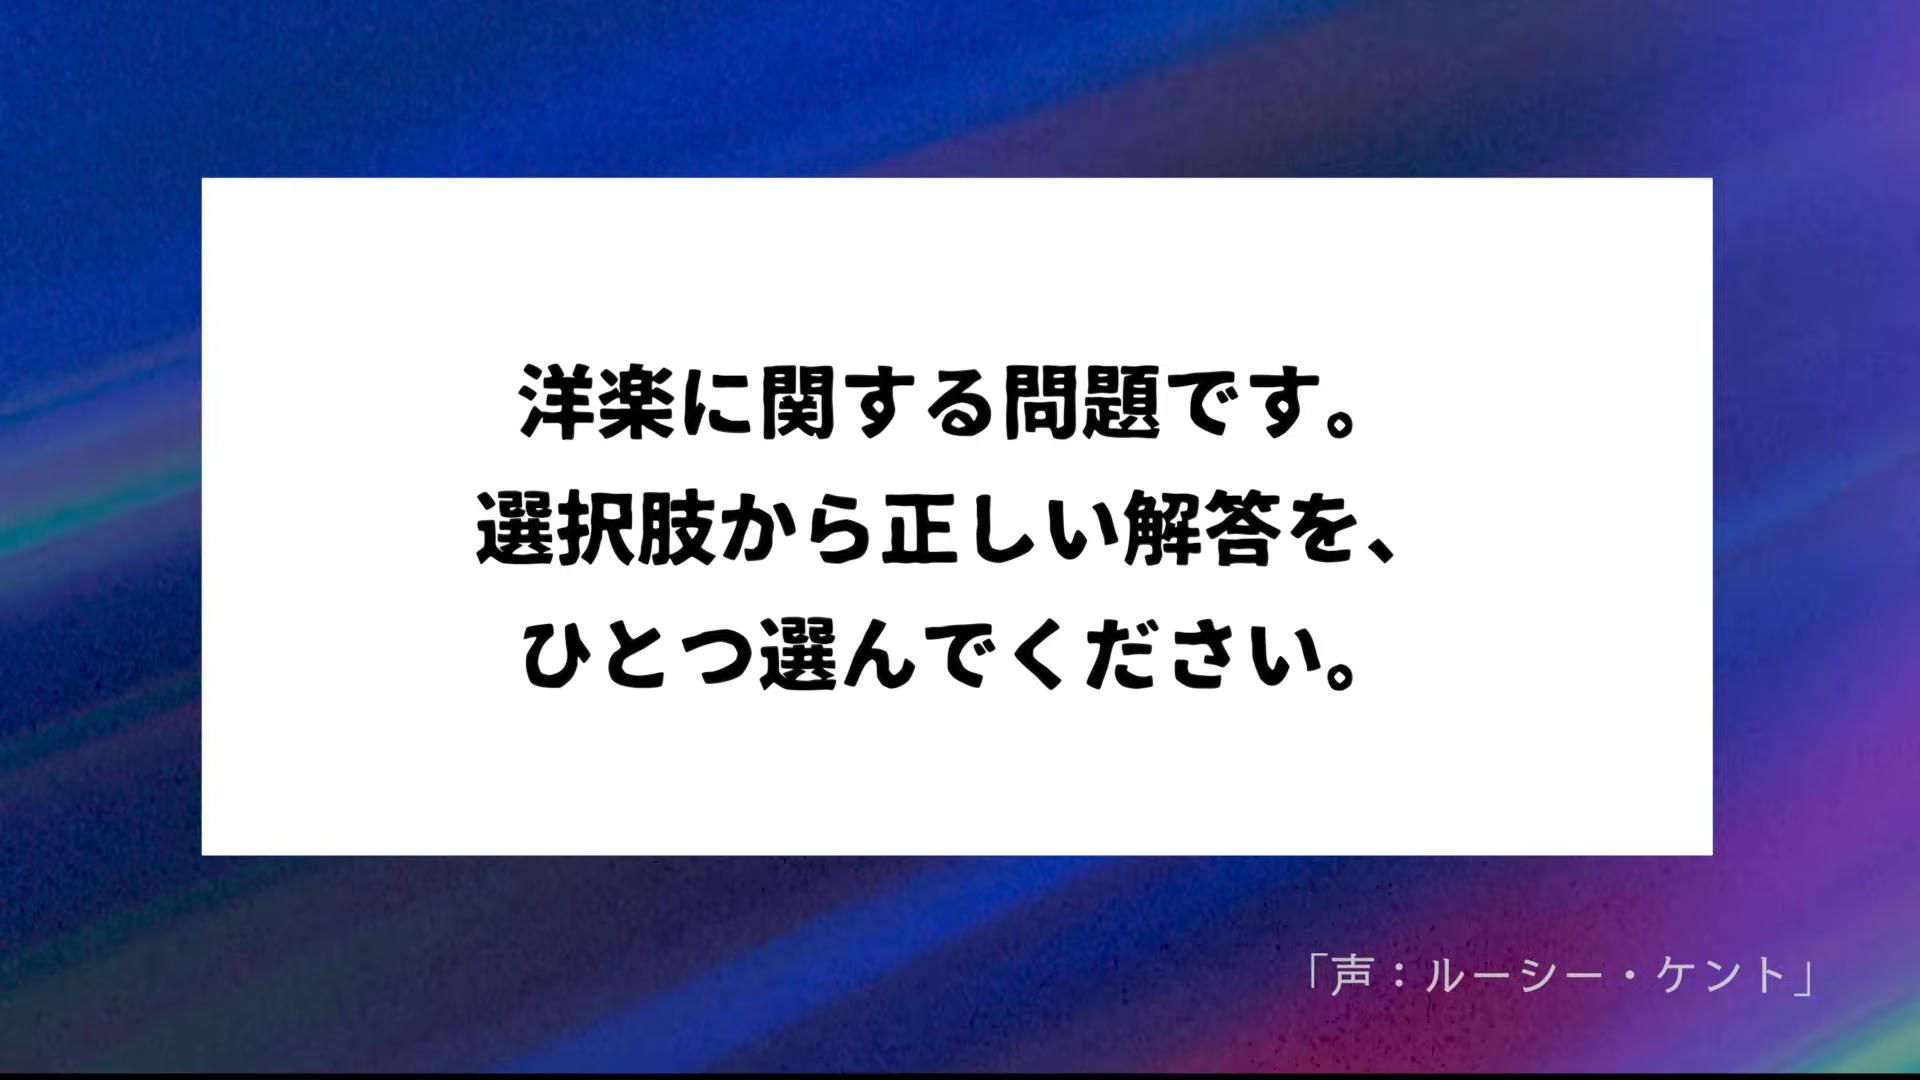 洋楽に関する問題です。
選択肢から正しい解答を、
ひとつ選んでください。
「声：ルーシー・ケント」